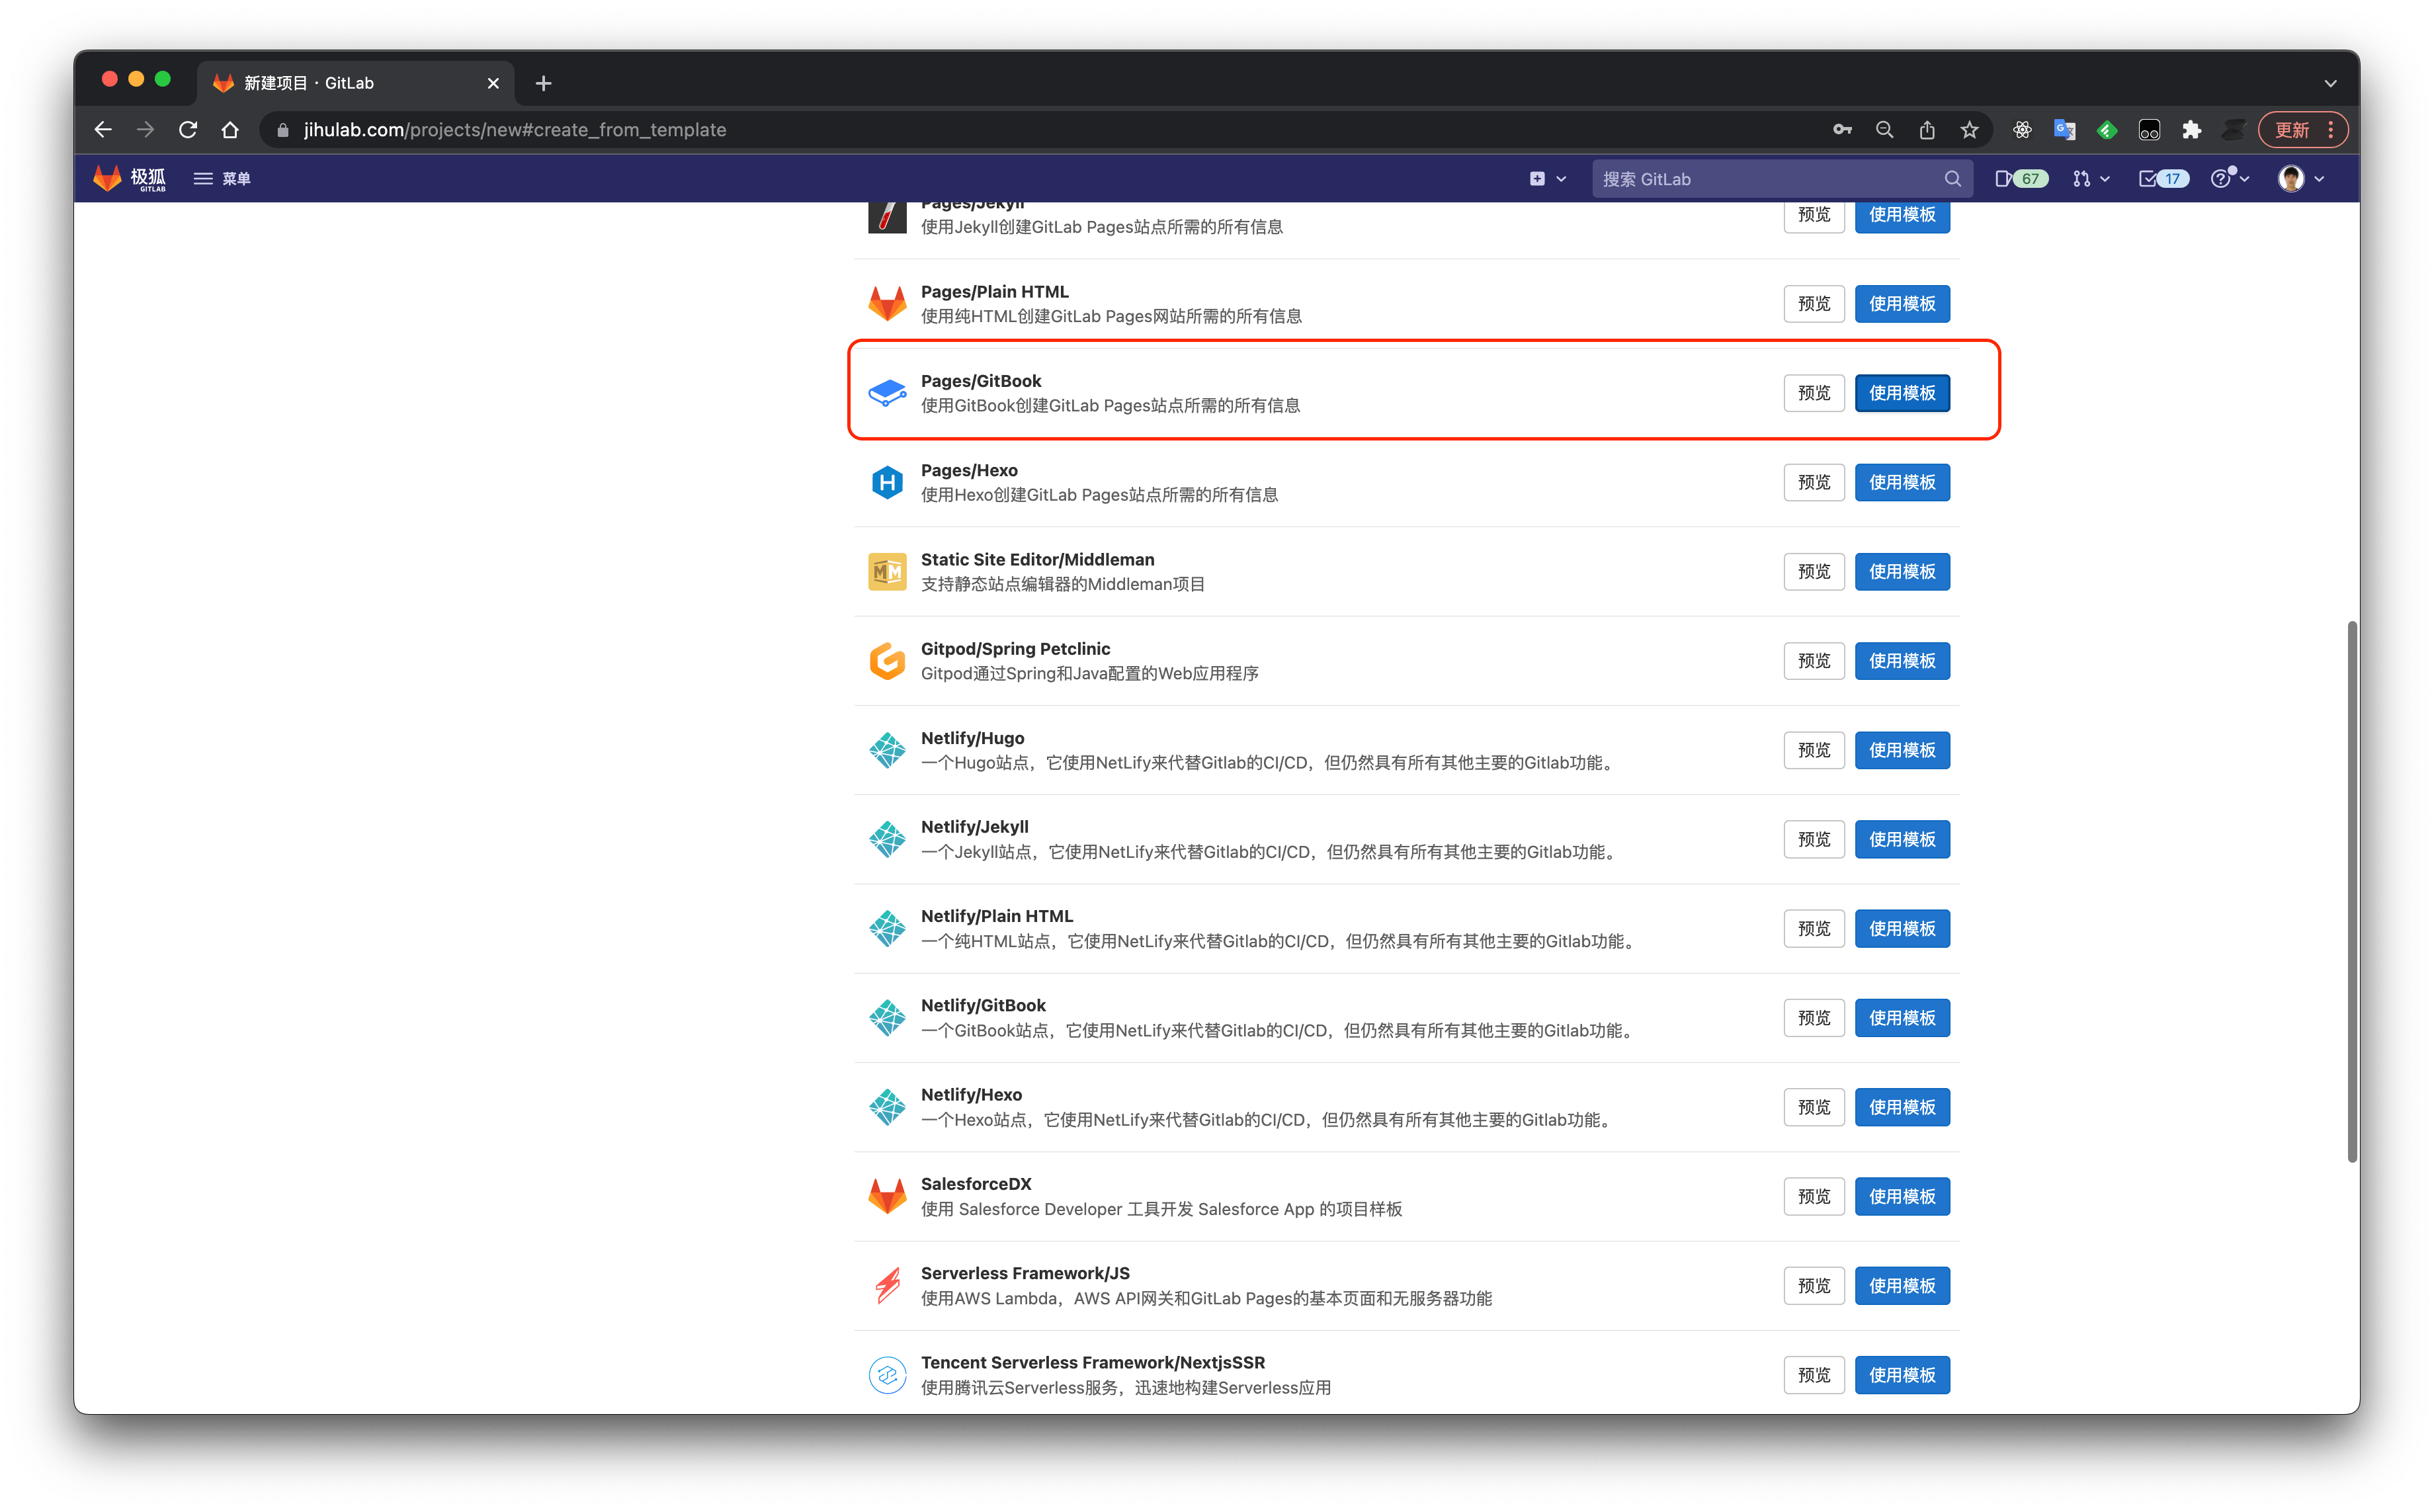 新建项目 · GitLab
jihulab.com/projects/new#create_from_template
更新
极狐
GITLAB
菜单
搜索 GitLab
67
17
Pages/Jekyll
使用Jekyll创建GitLab Pages站点所需的所有信息
预览
使用模板
Pages/Plain HTML
使用纯HTML创建GitLab Pages网站所需的所有信息
预览
使用模板
Pages/GitBook
使用GitBook创建GitLab Pages站点所需的所有信息
预览
使用模板
Pages/Hexo
使用Hexo创建GitLab Pages站点所需的所有信息
预览
使用模板
Static Site Editor/Middleman
支持静态站点编辑器的Middleman项目
预览
使用模板
Gitpod/Spring Petclinic
Gitpod通过Spring和Java配置的Web应用程序
预览
使用模板
Netlify/Hugo
一个Hugo站点，它使用NetLify来代替Gitlab的CI/CD，但仍然具有所有其他主要的Gitlab功能。
预览
使用模板
Netlify/Jekyll
一个Jekyll站点，它使用NetLify来代替Gitlab的CI/CD，但仍然具有所有其他主要的Gitlab功能。
预览
使用模板
Netlify/Plain HTML
一个纯HTML站点，它使用NetLify来代替Gitlab的CI/CD，但仍然具有所有其他主要的Gitlab功能。
预览
使用模板
Netlify/GitBook
一个GitBook站点，它使用NetLify来代替Gitlab的CI/CD，但仍然具有所有其他主要的Gitlab功能。
预览
使用模板
Netlify/Hexo
一个Hexo站点，它使用NetLify来代替Gitlab的CI/CD，但仍然具有所有其他主要的Gitlab功能。
预览
使用模板
SalesforceDX
使用 Salesforce Developer 工具开发 Salesforce App 的项目样板
预览
使用模板
Serverless Framework/JS
使用AWS Lambda，AWS API网关和GitLab Pages的基本页面和无服务器功能
预览
使用模板
Tencent Serverless Framework/NextjsSSR
使用腾讯云Serverless服务，迅速地构建Serverless应用
预览
使用模板